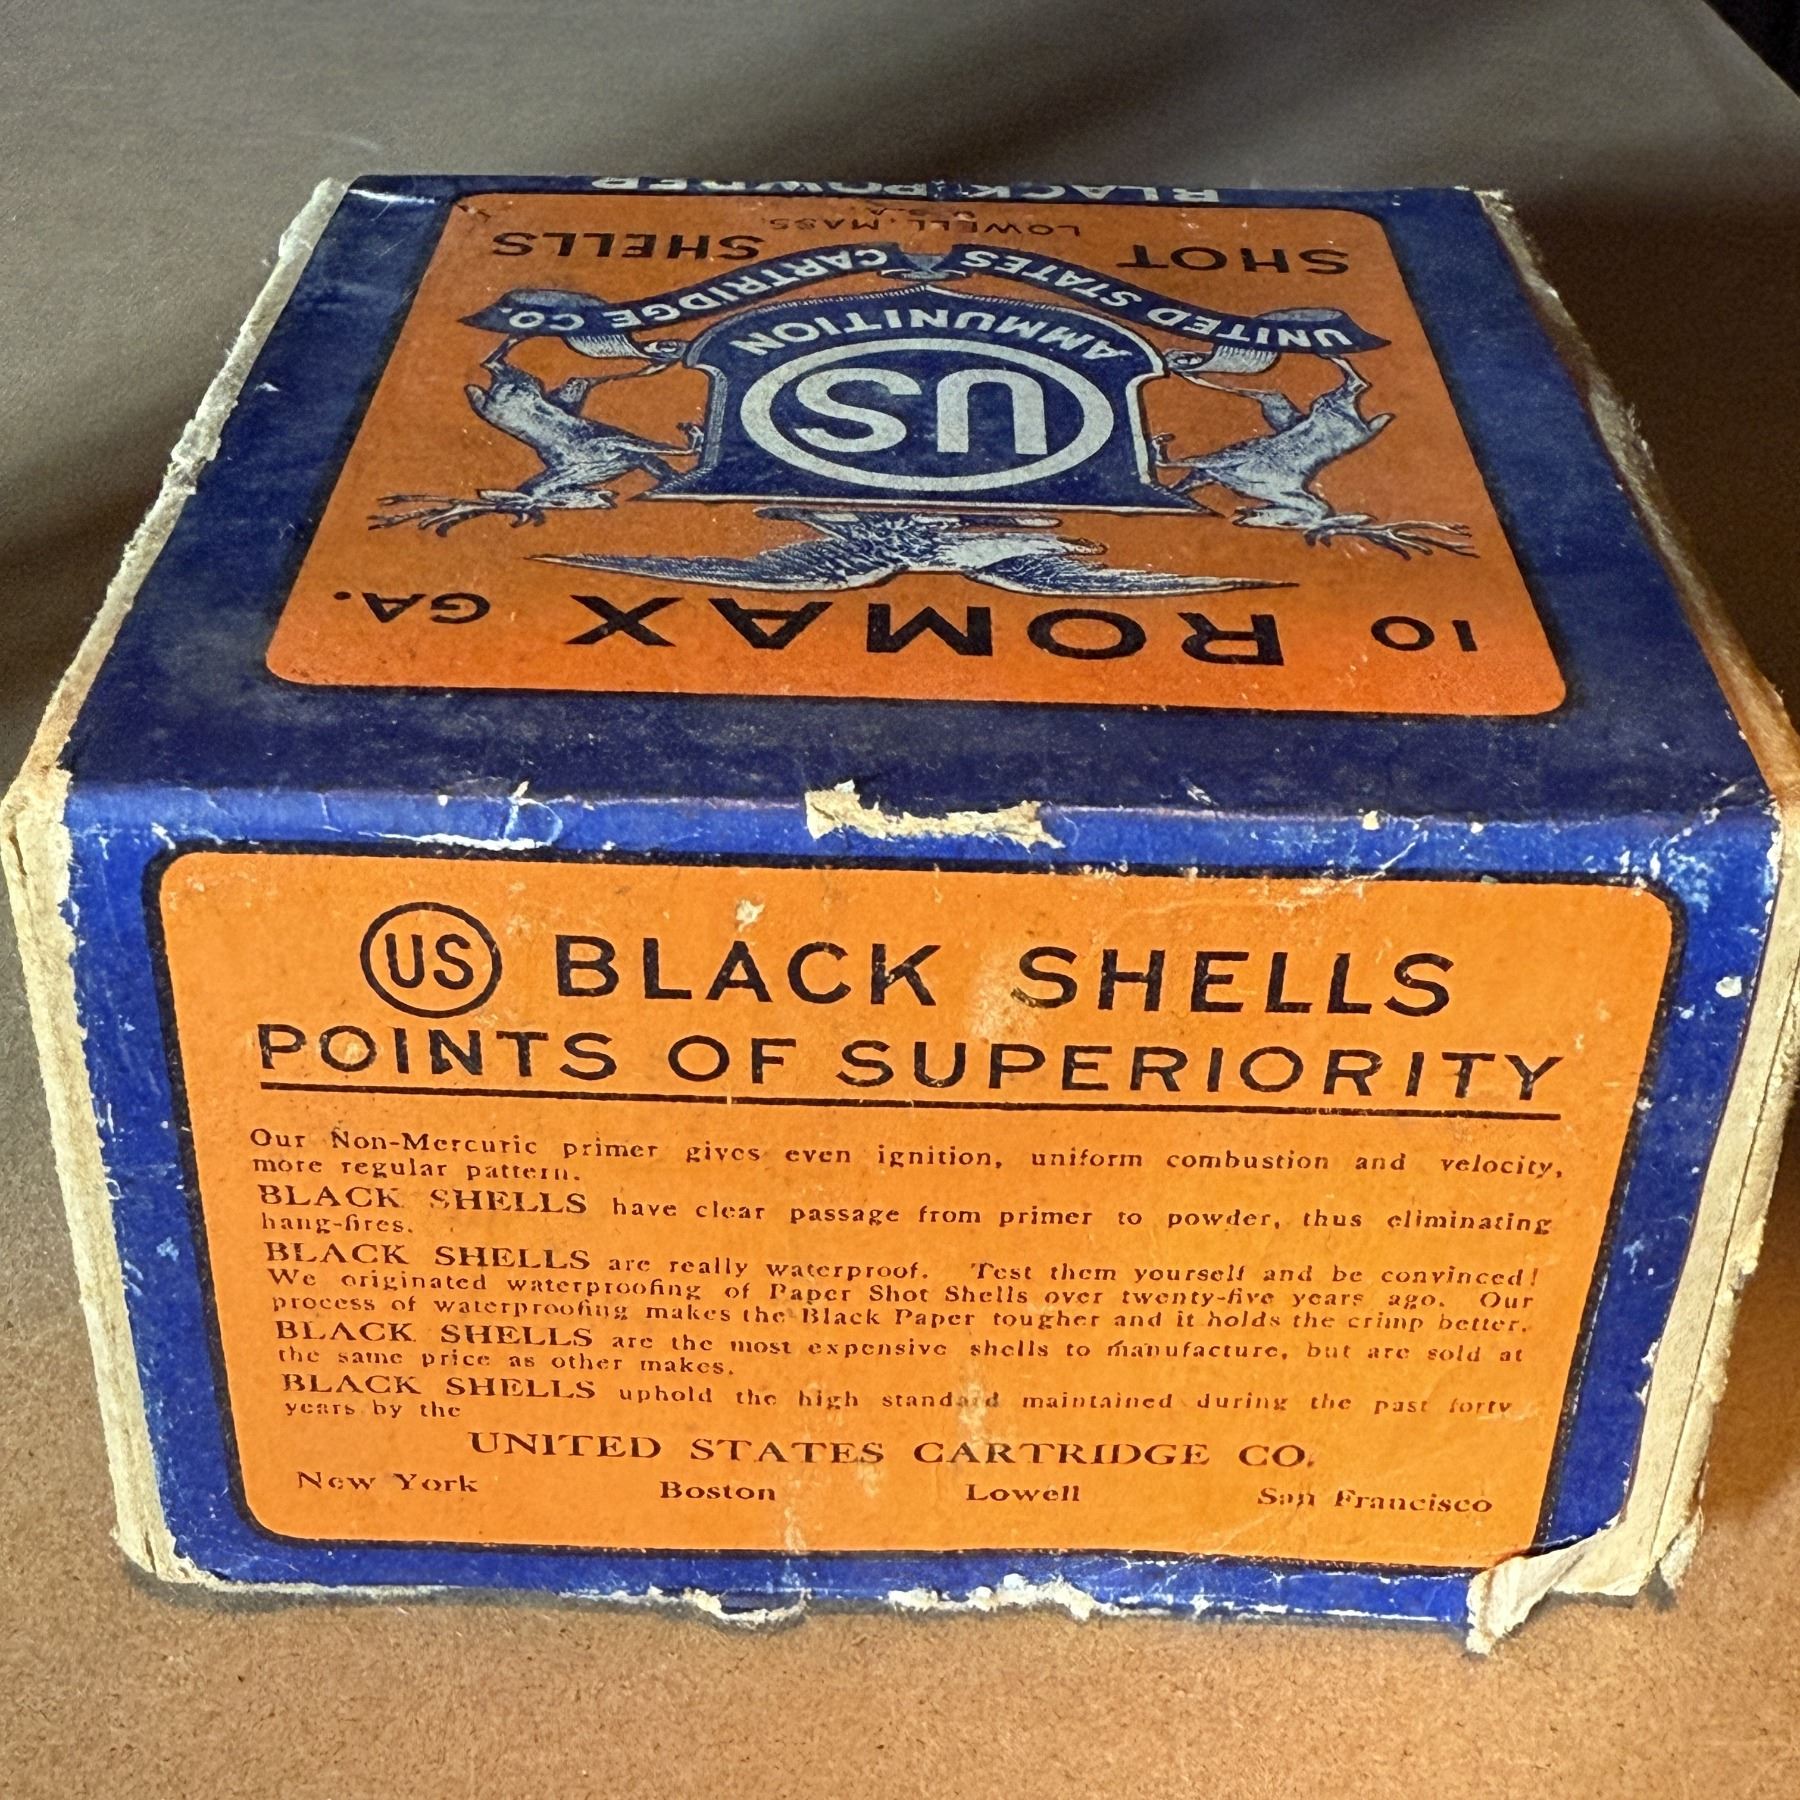 BLACK POWDER
LOWELL, MASS.
U.S.A.
SHOT SHELLS
UNITED STATES CARTRIDGE CO.
AMMUNITION
US
10 ROMAX GA.
US BLACK SHELLS
POINTS OF SUPERIORITY
Our Non-Mercuric primer gives even ignition, uniform combustion and velocity,
more regular pattern.
BLACK SHELLS have clear passage from primer to powder, thus eliminating
hang-fires.
BLACK SHELLS are really waterproof. Test them yourself and be convinced!
We originated waterproofing of Paper Shot Shells over twenty-five years ago. Our
process of waterproofing makes the Black Paper tougher and it holds the crimp better.
BLACK SHELLS are the most expensive shells to manufacture, but are sold at
the same price as other makes.
BLACK SHELLS uphold the high standard maintained during the past forty
years by the
UNITED STATES CARTRIDGE CO.
New York Boston Lowell San Francisco